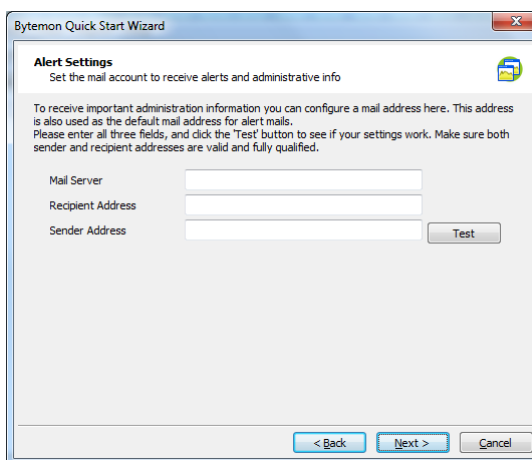 Bytemon Quick Start Wizard
x
Alert Settings
Set the mail account to receive alerts and administrative info
To receive important administration information you can configure a mail address here. This address
is also used as the default mail address for alert mails.
Please enter all three fields, and click the 'Test' button to see if your settings work. Make sure both
sender and recipient addresses are valid and fully qualified.
Mail Server
Recipient Address
Sender Address
Test
< Back
Next >
Cancel